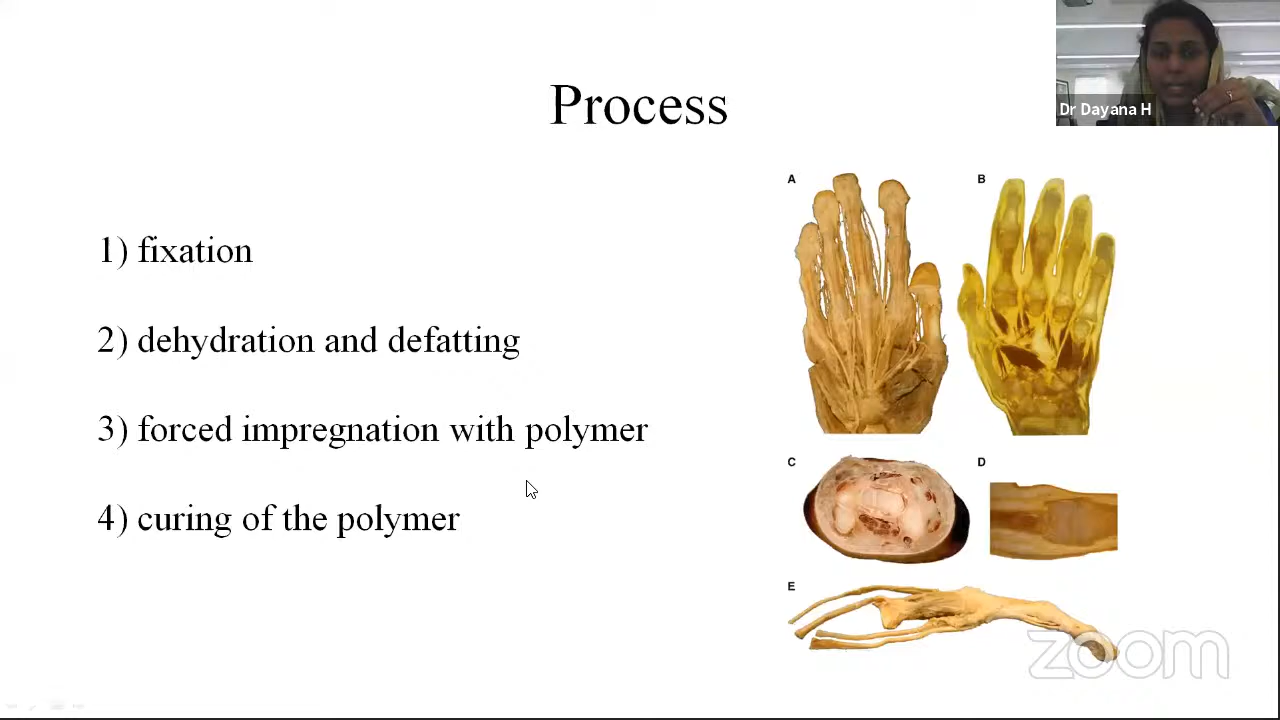 Process
Dr Dayana H
1) fixation
2) dehydration and defatting
3) forced impregnation with polymer
4) curing of the polymer
A
B
C
D
E
zoom